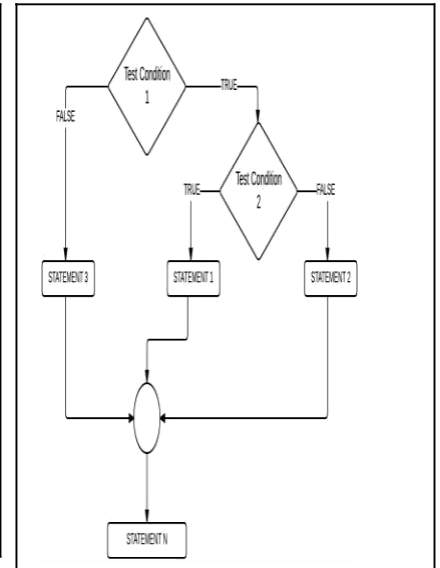 Test Condition
1
TRUE
FALSE
Test Condition
2
TRUE
FALSE
STATEMENT 3
STATEMENT 1
STATEMENT 2
STATEMENT N